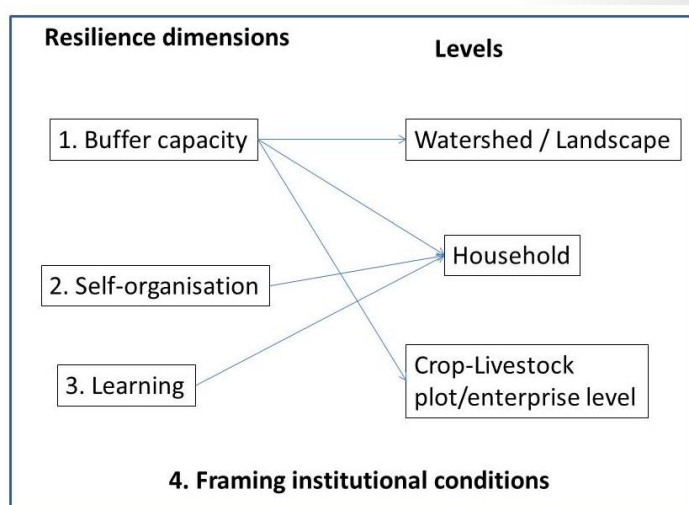 Resilience dimensions
Levels
1. Buffer capacity
Watershed / Landscape
Household
2. Self-organisation
3. Learning
Crop-Livestock
plot/enterprise level
4. Framing institutional conditions